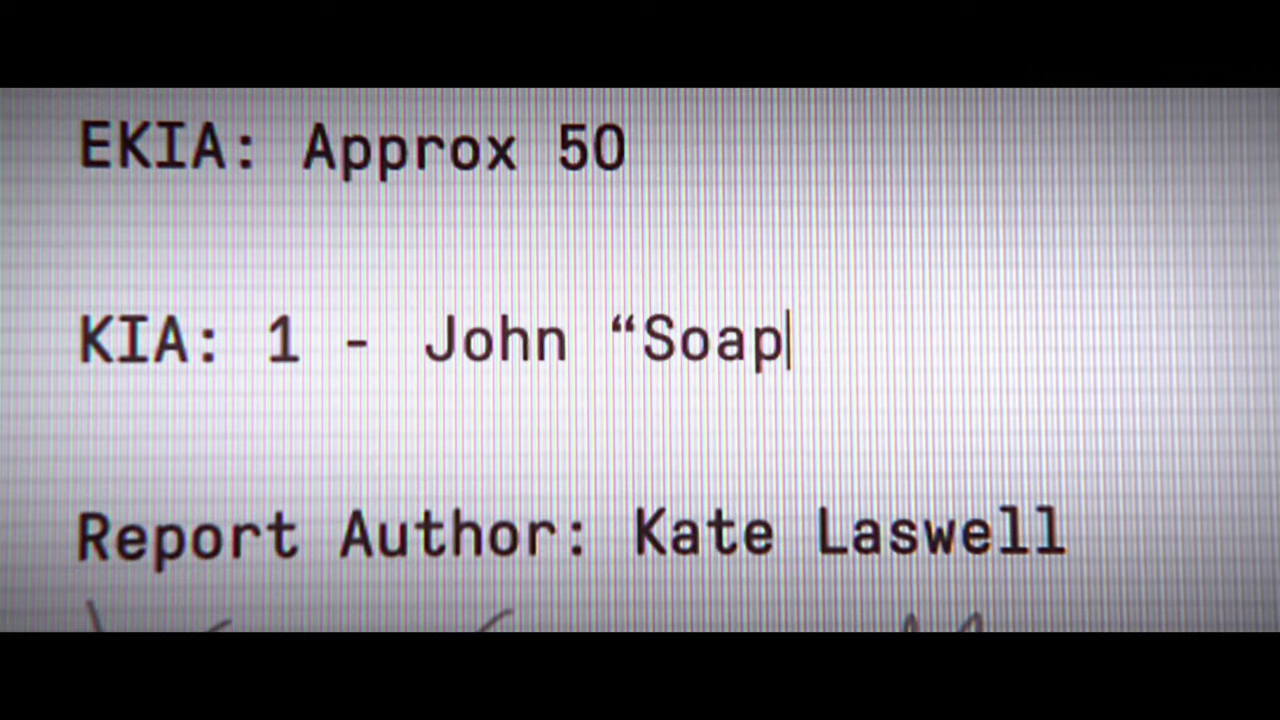 EKIA: Approx 50
KIA: 1 - John “Soap
Report Author: Kate Laswell